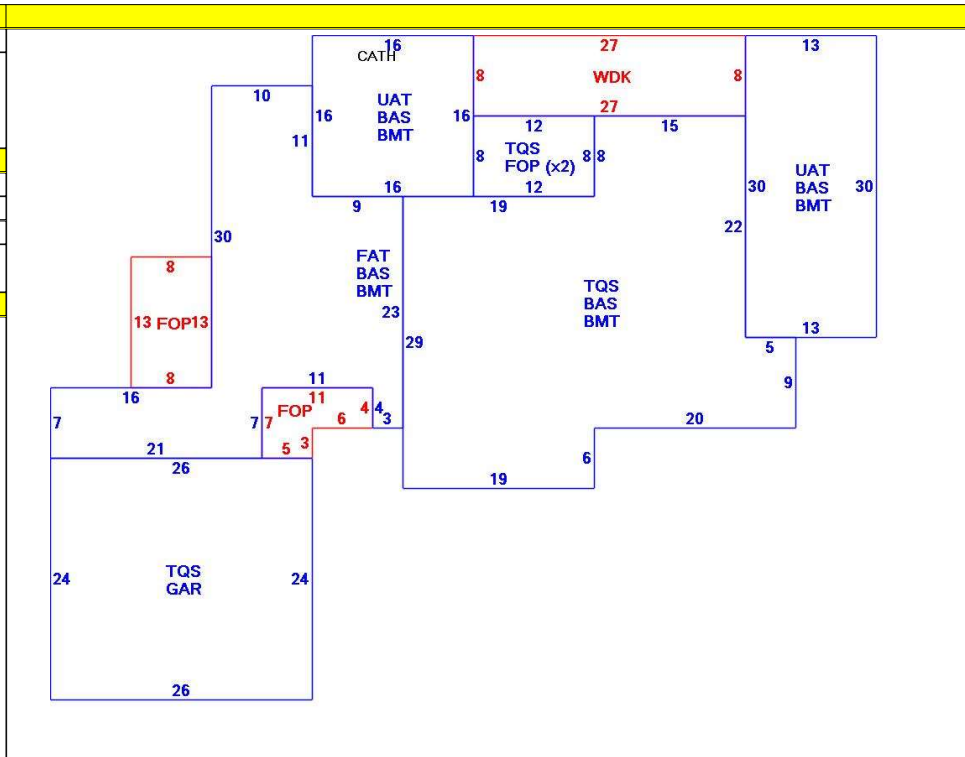 16 27 13
CATH
8 WDK 8
10
UAT
BAS
BMT
16 16
27
11
12 15
TQS
FOP (x2)
8 8 8
UAT
BAS
BMT
30 30
16 12
9 19
22
30
FAT
BAS
BMT
23
29
TQS
BAS
BMT
8
13 FOP 13
8
13
5
16
11
11
9
7
FOP
7 7
4 4
6 3
20
21
5 3
6
26
19
24
TQS
GAR
24
26